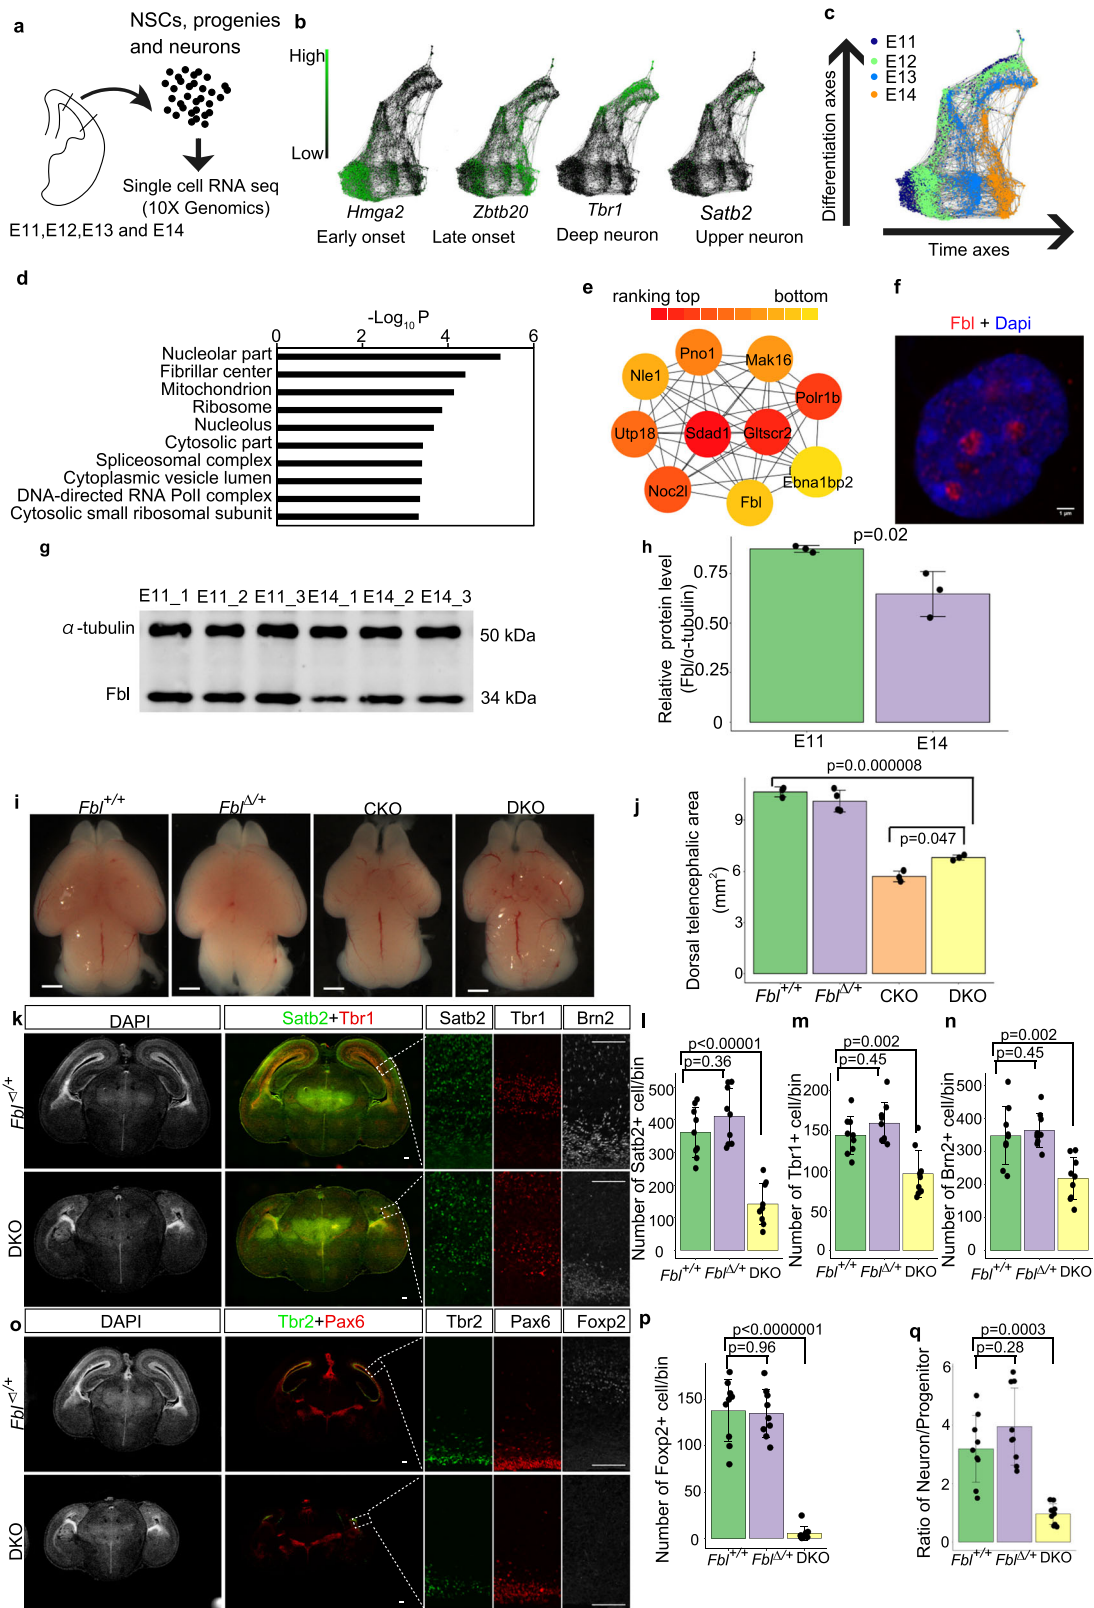 a
NSCs, progenies
and neurons
Single cell RNA seq
(10X Genomics)
E11,E12,E13 and E14
b
High
Low
Hmga2
Zbtb20
Tbr1
Satb2
Early onset
Late onset
Deep neuron
Upper neuron
c
Differentiation axes
E11
E12
E13
E14
Time axes
d
-Log10 P
0
2
4
6
Nucleolar part
Fibrillar center
Mitochondrion
Ribosome
Nucleolus
Cytosolic part
Spliceosomal complex
Cytoplasmic vesicle lumen
DNA-directed RNA PolI complex
Cytosolic small ribosomal subunit
e
ranking top
bottom
Pno1
Mak16
Nle1
Polr1b
Utp18
Sdad1
Gltscr2
Ebna1bp2
Noc2l
Fbl
f
Fbl + Dapi
1 μm
g
E11_1 E11_2 E11_3 E14_1 E14_2 E14_3
α-tubulin
50 kDa
Fbl
34 kDa
h
p=0.02
Relative protein level
(Fbl/α-tubulin)
0.75
0.50
0.25
0
E11
E14
i
Fbl+/+
FblΔ/+
CKO
DKO
j
p=0.0.000008
p=0.047
Dorsal telencephalic area
(mm2)
9
6
3
0
Fbl+/+
FblΔ/+
CKO
DKO
k
DAPI
Satb2+Tbr1
Satb2
Tbr1
Brn2
FblΔ/+
DKO
l
p<0.00001
p=0.36
Number of Satb2+ cell/bin
500
400
300
200
100
0
Fbl+/+
FblΔ/+
DKO
m
p=0.002
p=0.45
Number of Tbr1+ cell/bin
200
150
100
50
0
Fbl+/+
FblΔ/+
DKO
n
p=0.002
p=0.45
Number of Brn2+ cell/bin
500
400
300
200
100
0
Fbl+/+
FblΔ/+
DKO
o
DAPI
Tbr2+Pax6
Tbr2
Pax6
Foxp2
FblΔ/+
DKO
p
p<0.0000001
p=0.96
Number of Foxp2+ cell/bin
150
100
50
0
Fbl+/+
FblΔ/+
DKO
q
p=0.0003
p=0.28
Ratio of Neuron/Progenitor
6
4
2
0
Fbl+/+
FblΔ/+
DKO